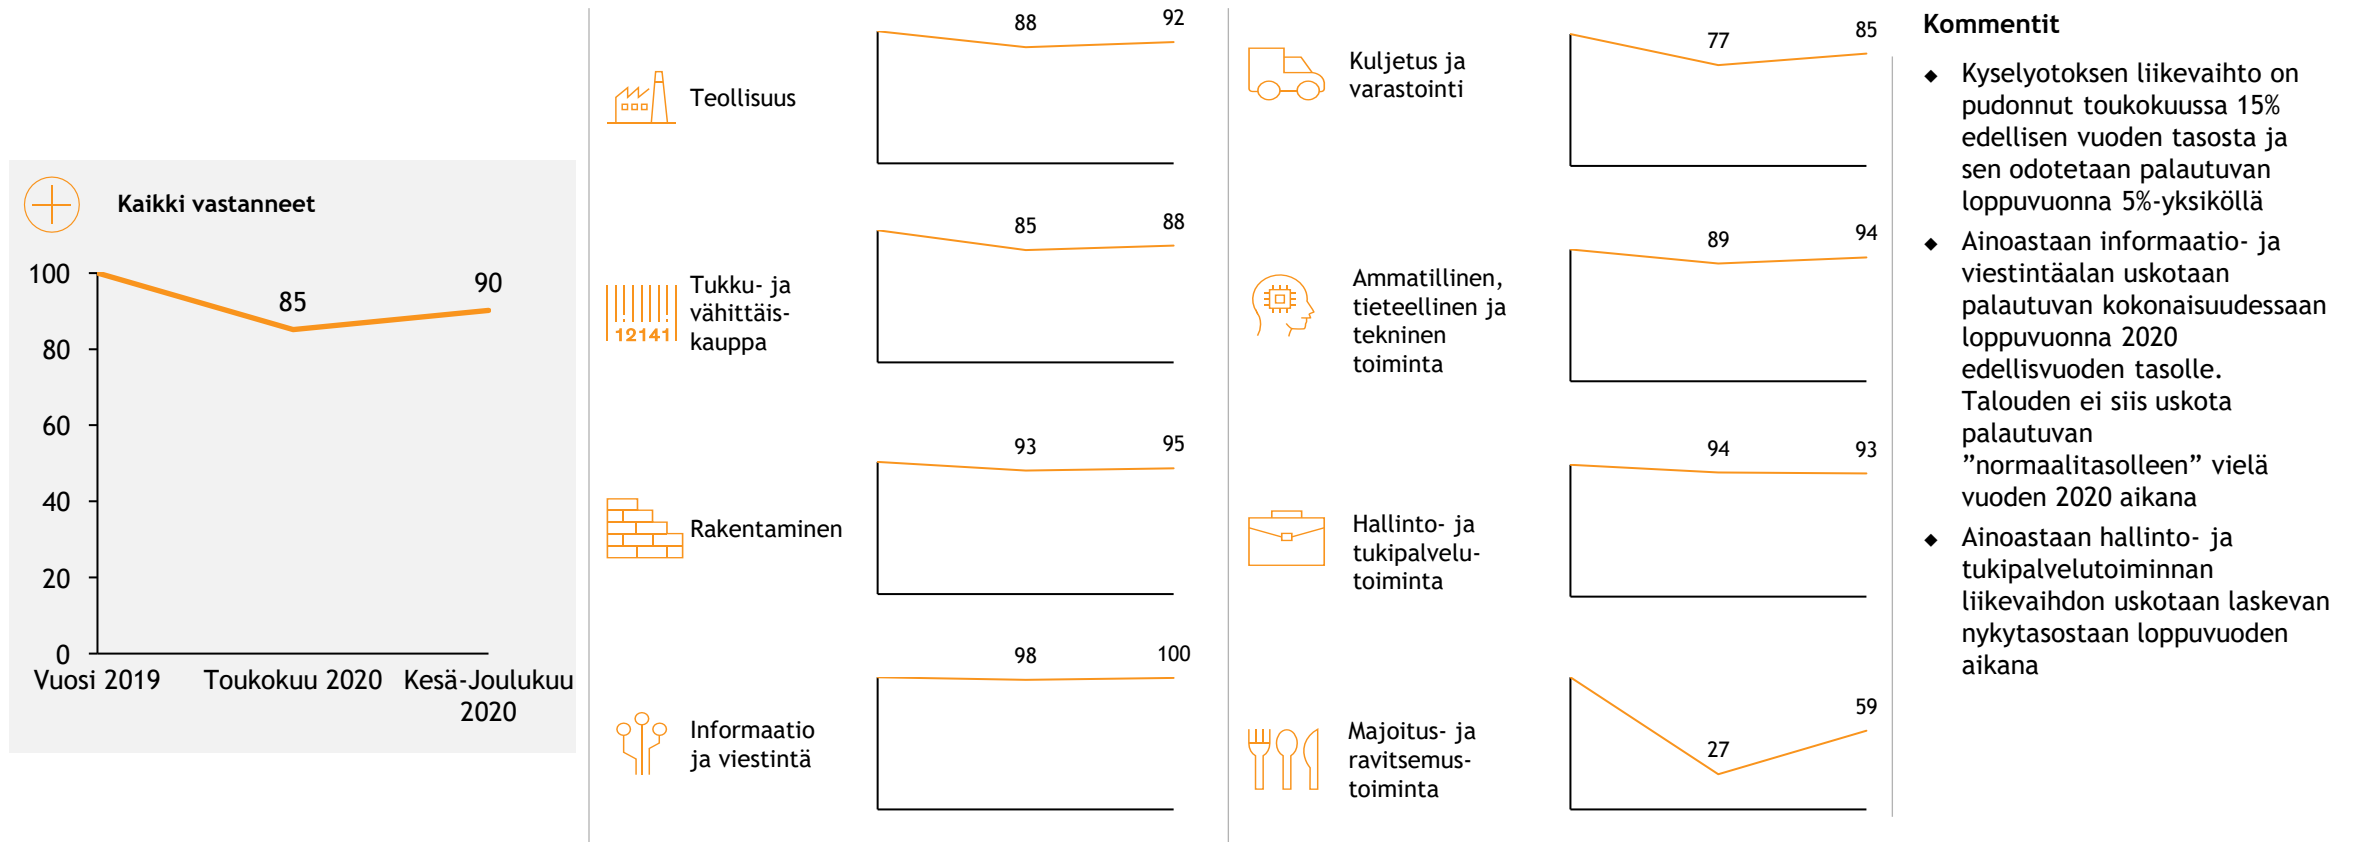 Kaikki vastanneet
100
80
60
40
20
0
85
90
Vuosi 2019
Toukokuu 2020
Kesä-Joulukuu
2020
Teollisuus
88
92
Tukku- ja
vähittäis-
kauppa
12141
85
88
Rakentaminen
93
95
Informaatio
ja viestintä
98
100
Kuljetus ja
varastointi
77
85
Ammatillinen,
tieteellinen ja
tekninen
toiminta
89
94
Hallinto- ja
tukipalvelu-
toiminta
94
93
Majoitus- ja
ravitsemus-
toiminta
27
59
Kommentit
◆ Kyselyotoksen liikevaihto on
pudonnut toukokuussa 15%
edellisen vuoden tasosta ja
sen odotetaan palautuvan
loppuvuonna 5%-yksiköllä
◆ Ainoastaan informaatio- ja
viestintäalan uskotaan
palautuvan kokonaisuudessaan
loppuvuonna 2020
edellisvuoden tasolle.
Talouden ei siis uskota
palautuvan
”normaalitasolleen” vielä
vuoden 2020 aikana
◆ Ainoastaan hallinto- ja
tukipalvelutoiminnan
liikevaihdon uskotaan laskevan
nykytasostaan loppuvuoden
aikana